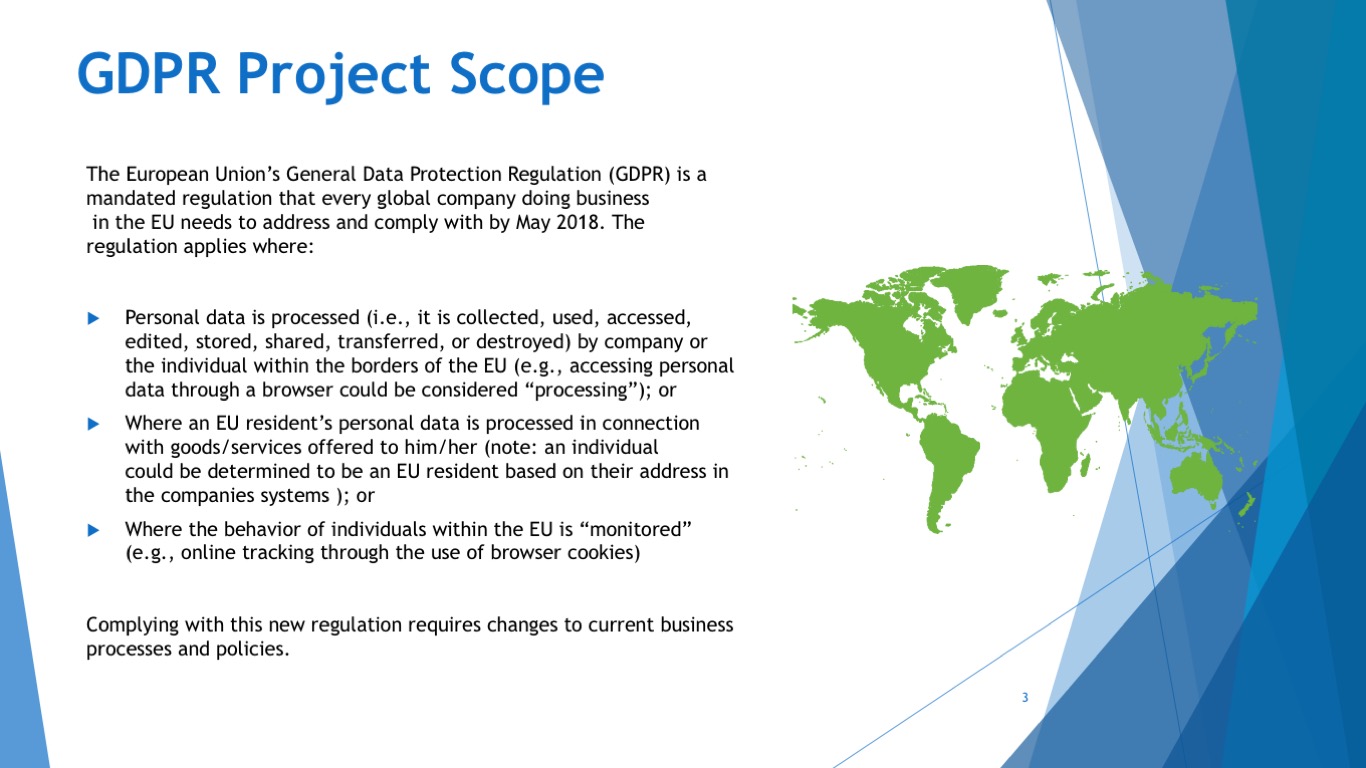 GDPR Project Scope
The European Union’s General Data Protection Regulation (GDPR) is a
mandated regulation that every global company doing business
in the EU needs to address and comply with by May 2018. The
regulation applies where:
Personal data is processed (i.e., it is collected, used, accessed,
edited, stored, shared, transferred, or destroyed) by company or
the individual within the borders of the EU (e.g., accessing personal
data through a browser could be considered “processing”); or
Where an EU resident’s personal data is processed in connection
with goods/services offered to him/her (note: an individual
could be determined to be an EU resident based on their address in
the companies systems ); or
Where the behavior of individuals within the EU is “monitored”
(e.g., online tracking through the use of browser cookies)
Complying with this new regulation requires changes to current business
processes and policies.
3